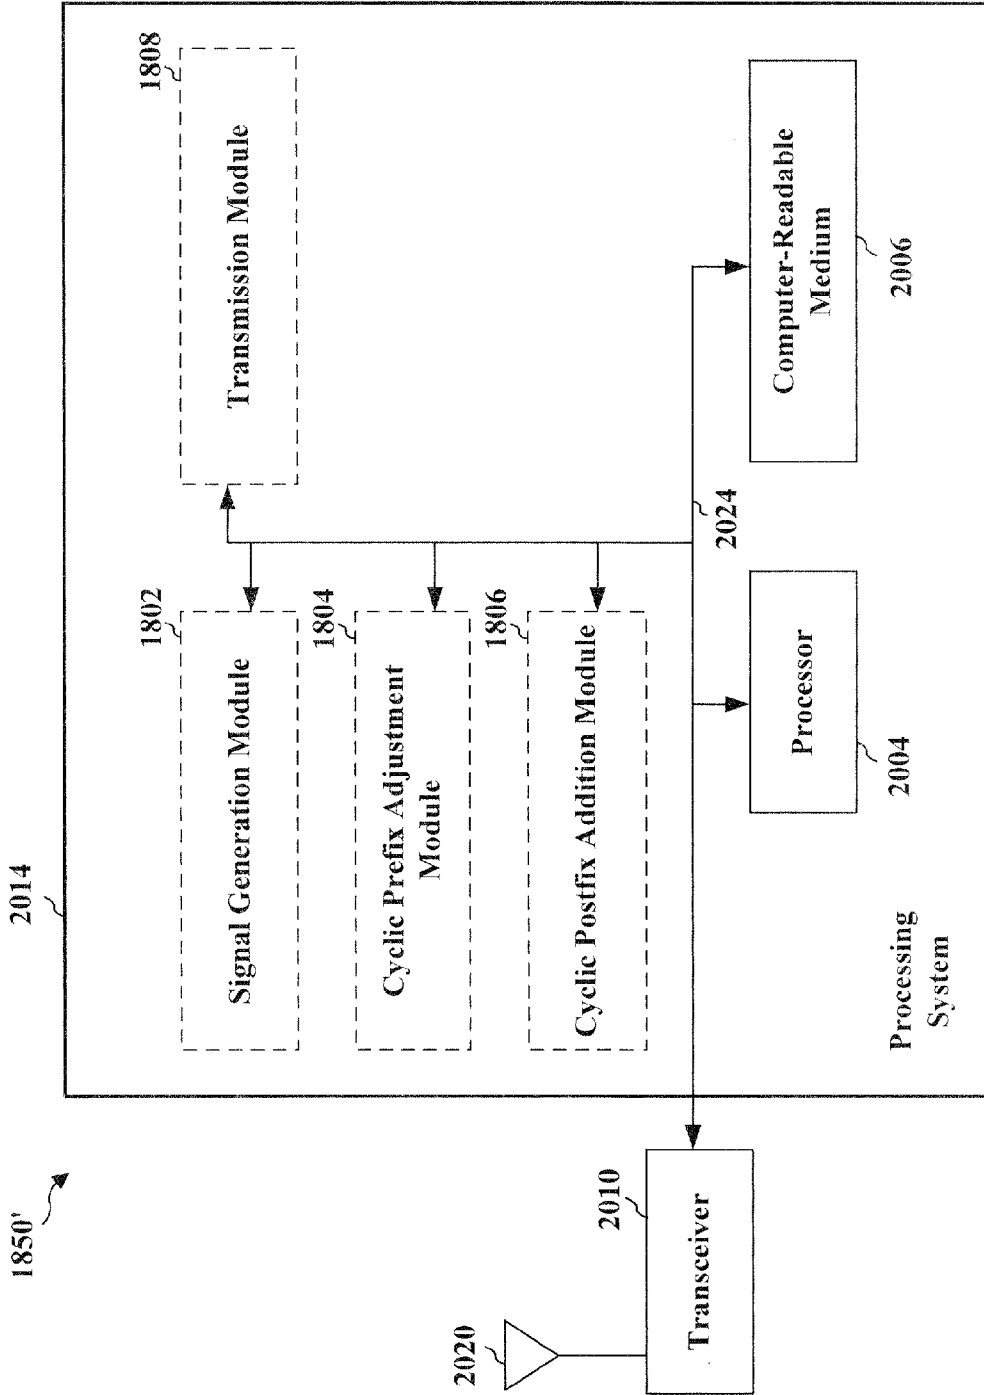 1850'
2014
1802
Signal Generation Module
1808
Transmission Module
1804
Cyclic Prefix Adjustment
Module
1806
Cyclic Postfix Addition Module
2020
2010
Transceiver
2024
Processor
2004
Computer-Readable
Medium
2006
Processing
System